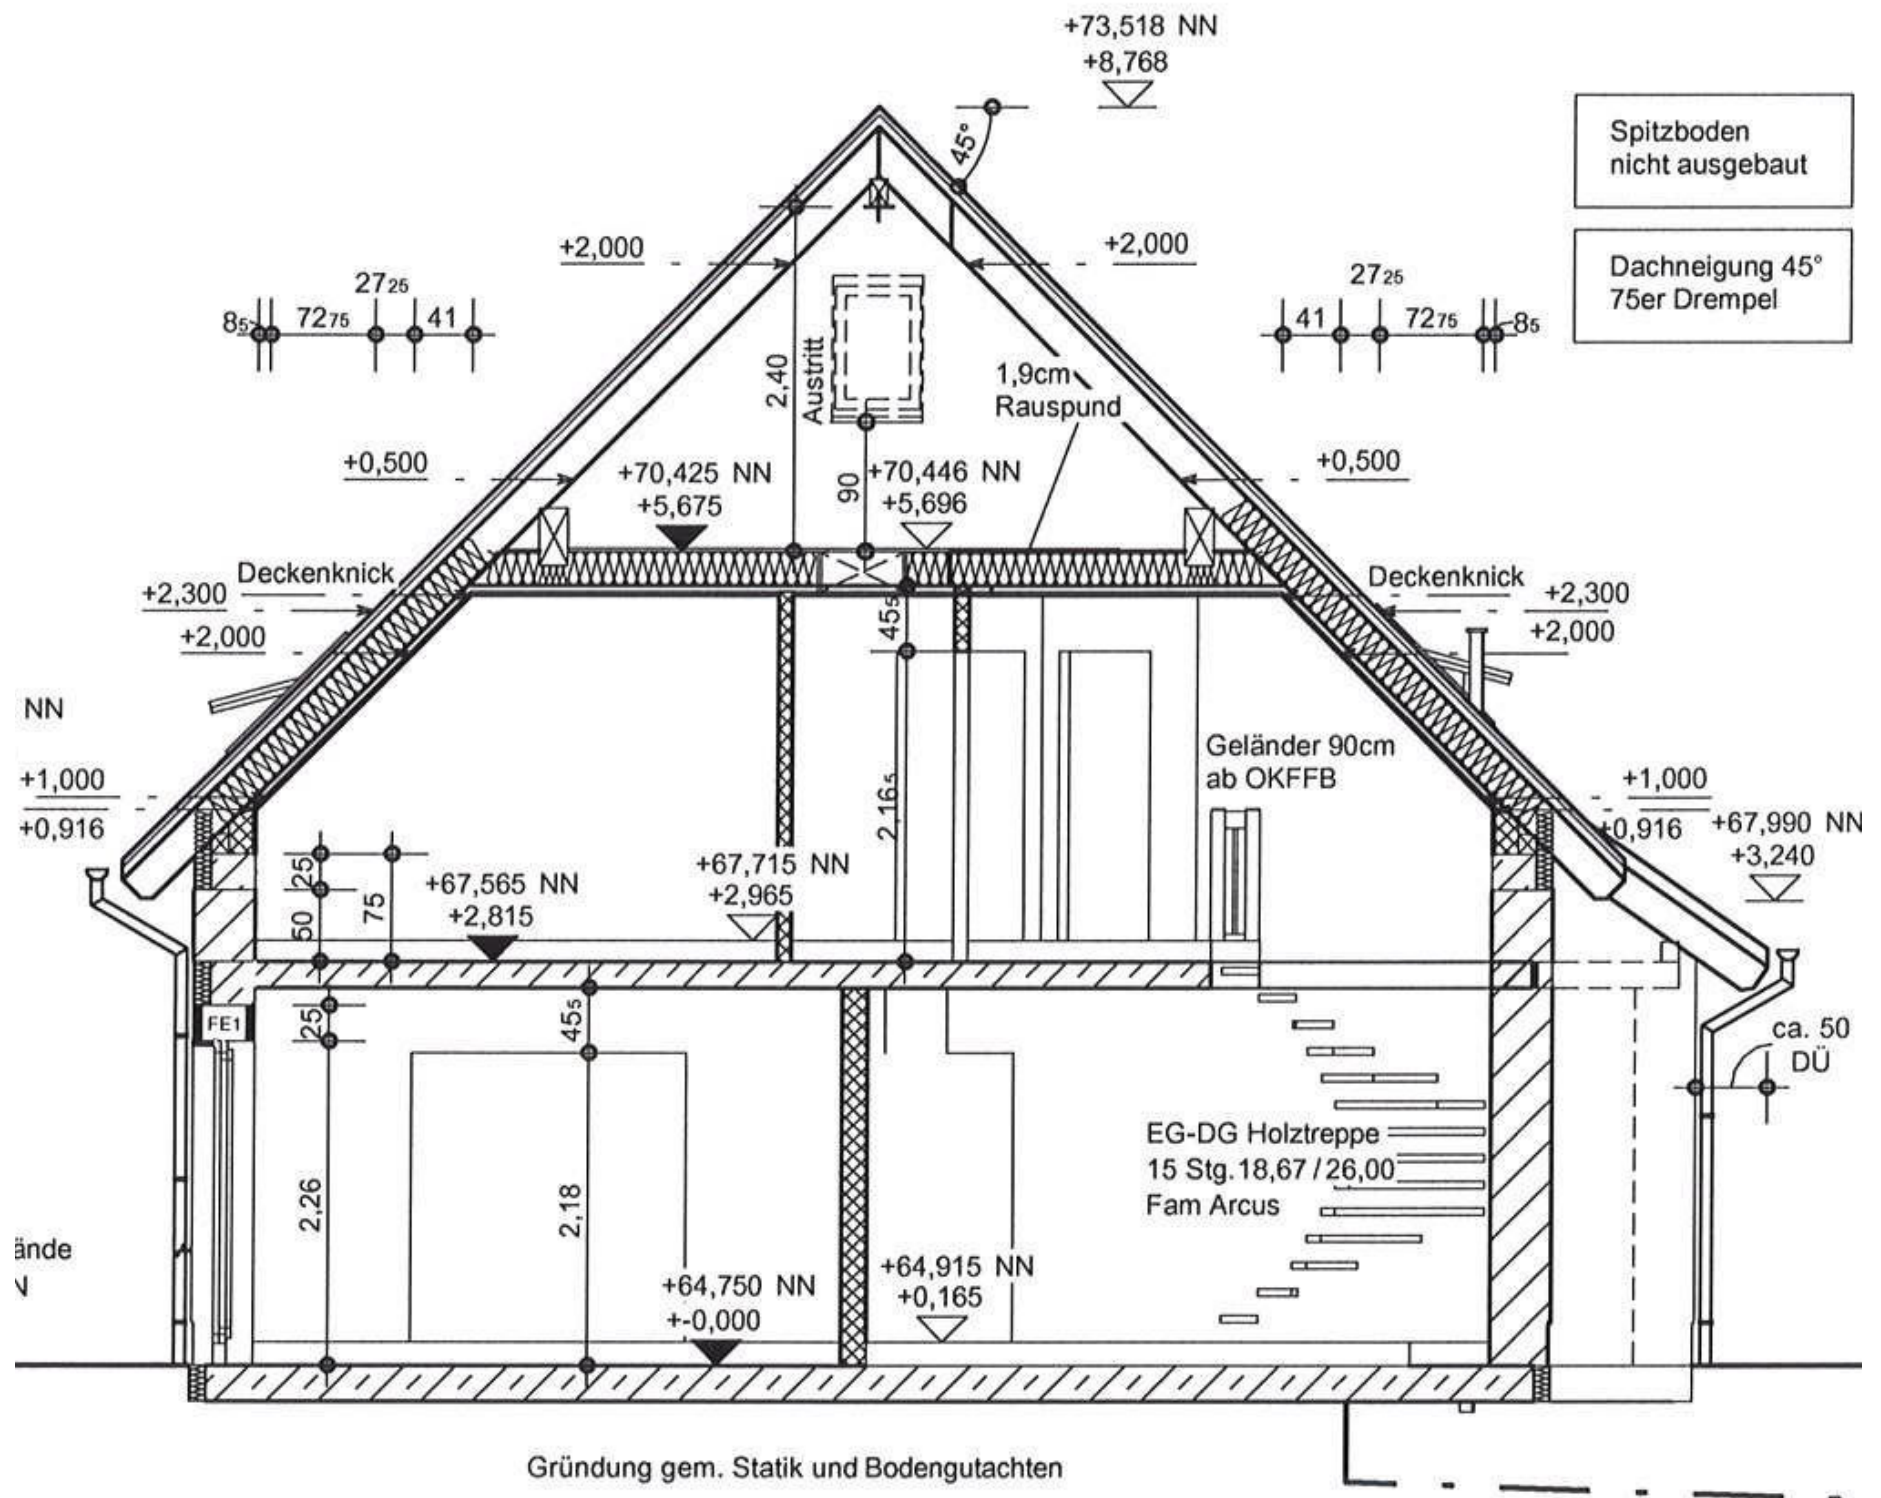 +73,518 NN
+8,768
45°
Spitzboden
nicht ausgebaut
Dachneigung 45°
75er Drempel
+2,000
+2,000
27 25
8 5
72 75
41
27 25
41
72 75
8 5
2,40
Austritt
1,9cm
Rauspund
+0,500
+0,500
+70,425 NN
+5,675
90
+70,446 NN
+5,696
Deckenknick
+2,300
+2,000
Deckenknick
+2,300
+2,000
45 5
NN
+1,000
+0,916
2,16 5
Geländer 90cm
ab OKFFB
+1,000
+0,916
+67,990 NN
+3,240
25
50
75
+67,565 NN
+2,815
+67,715 NN
+2,965
FE1
25
45 5
ca. 50
DÜ
2,26
2,18
EG-DG Holztreppe
15 Stg.18,67/26,00
Fam Arcus
ände
N
+64,750 NN
+-0,000
+64,915 NN
+0,165
Gründung gem. Statik und Bodengutachten